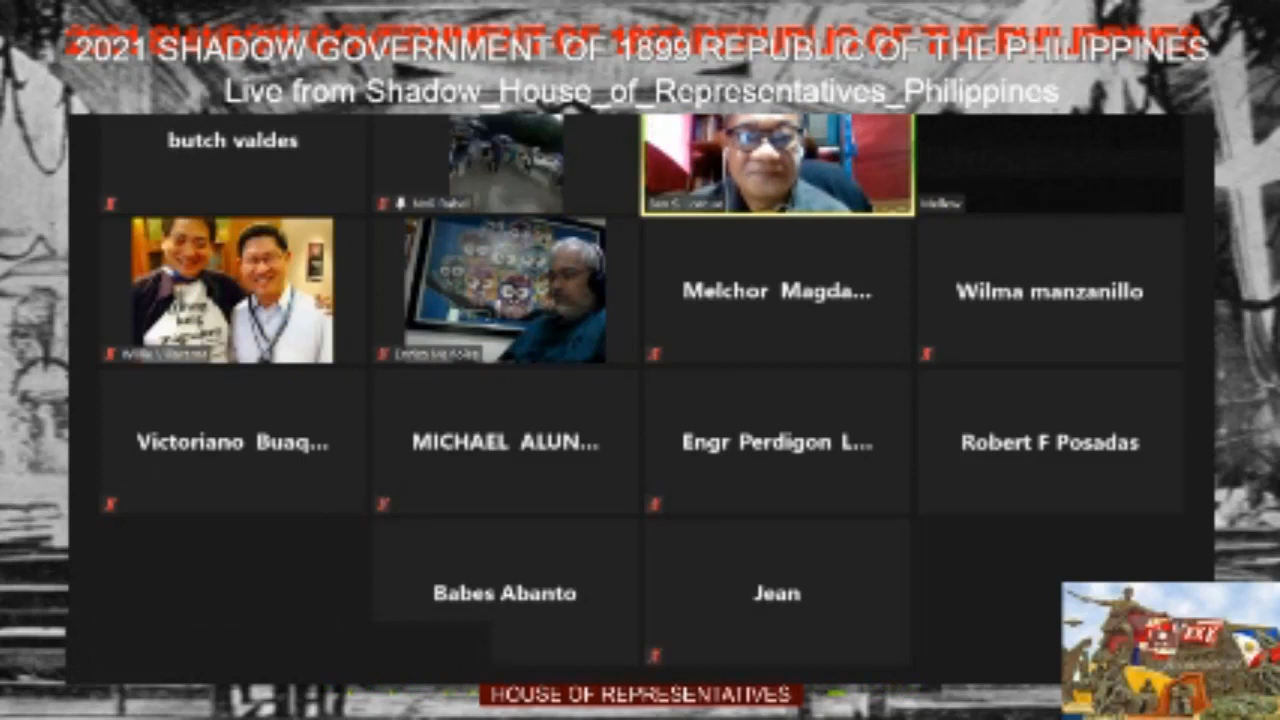 2021 SHADOW GOVERNMENT OF 1899 REPUBLIC OF THE PHILIPPINES
Live from Shadow_House_of_Representatives_Philippines
butch valdes
Mellow
Melchor Magda...
Wilma manzanillo
Victoriano Buaq...
MICHAEL ALUN...
Engr Perdigon L...
Robert F Posadas
Babes Abanto
Jean
HOUSE OF REPRESENTATIVES